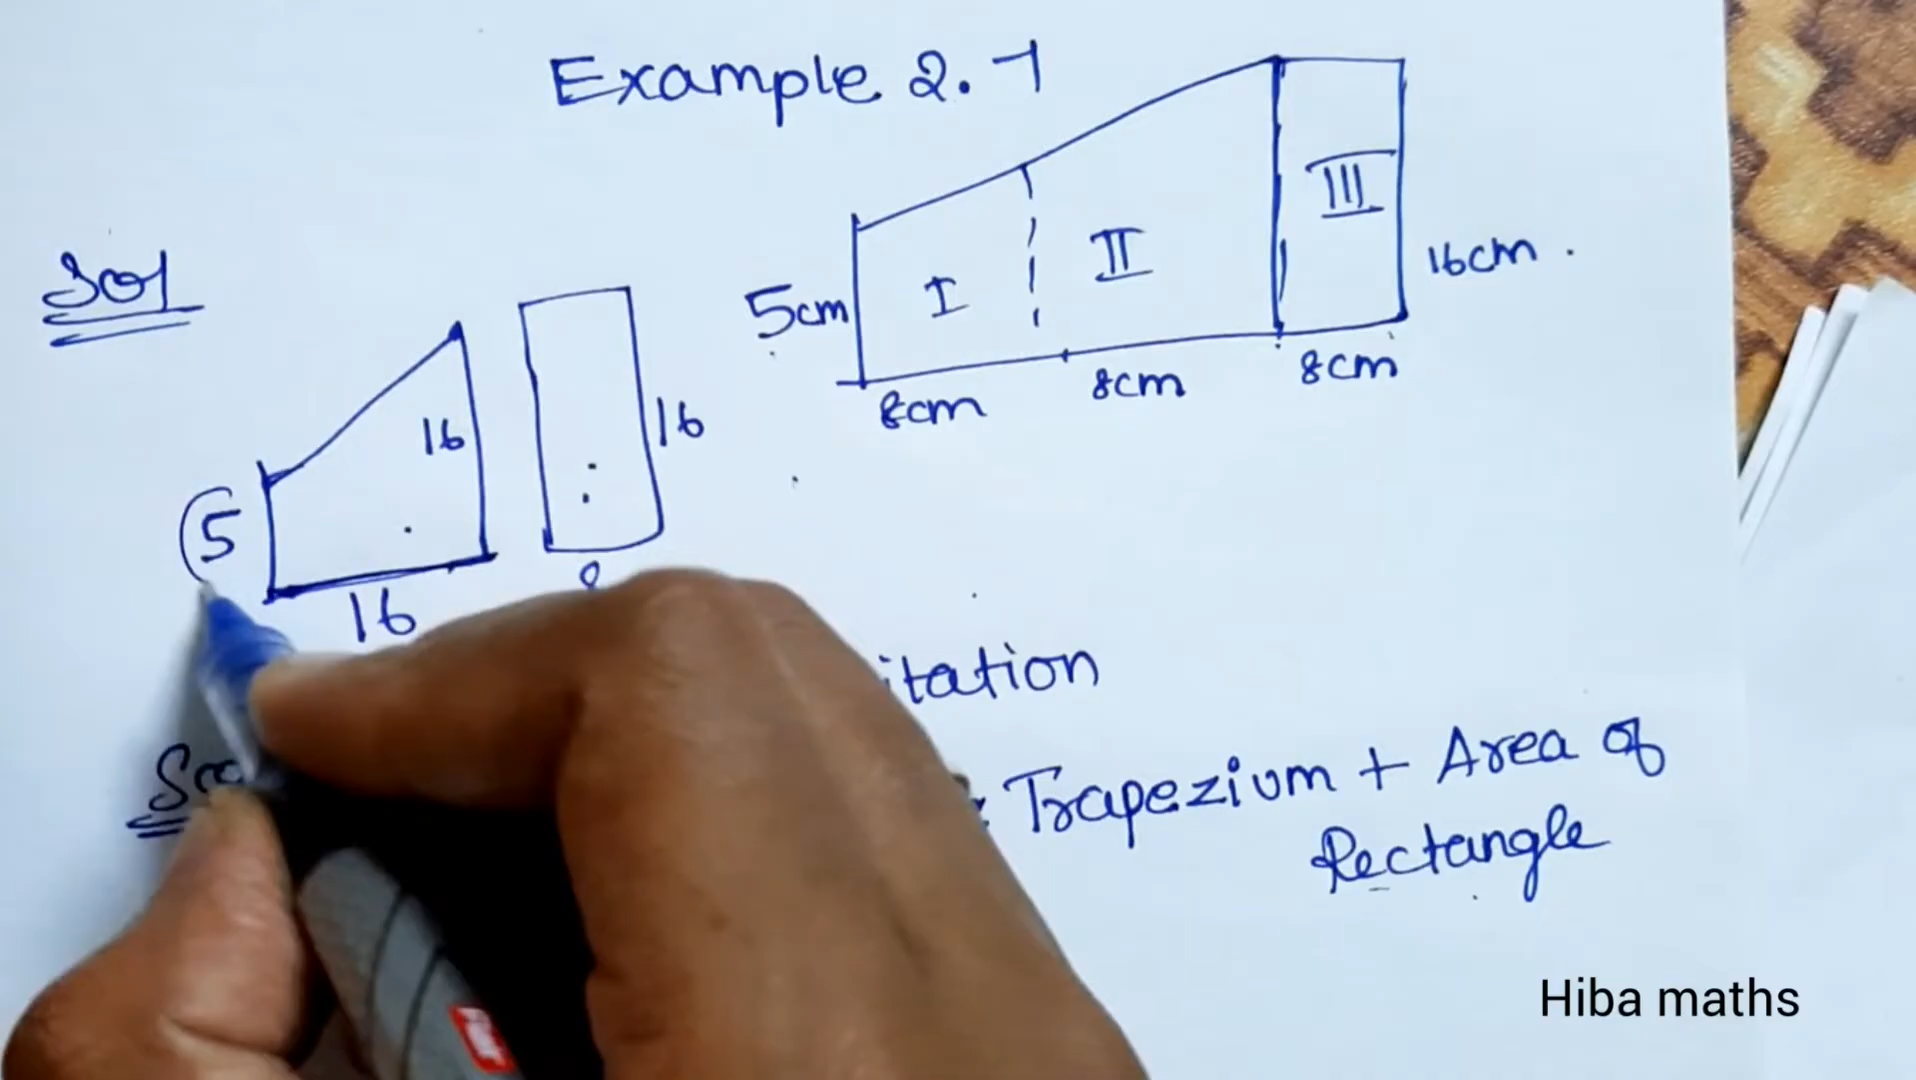 Example 2.7
Sol
III
II
I
5cm
16cm.
8cm
8cm
8cm
16
16
5
16
8
itation
Trapezium + Area of
Rectangle
Hiba maths